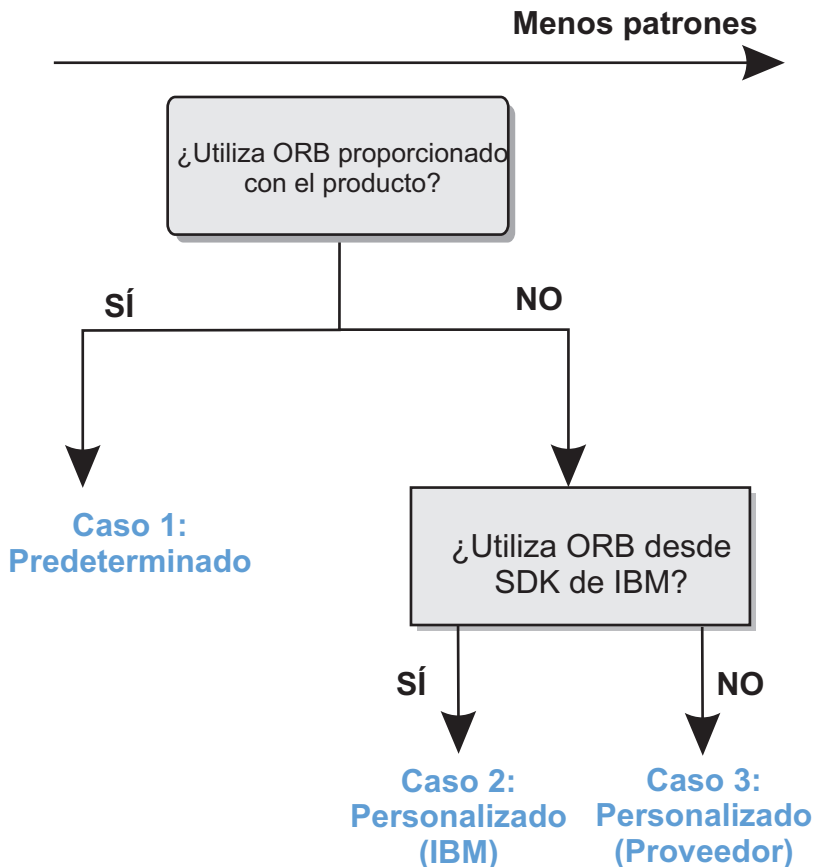 Menos patrones
¿Utiliza ORB proporcionado
con el producto?
SÍ
NO
Caso 1:
Predeterminado
¿Utiliza ORB desde
SDK de IBM?
SÍ
NO
Caso 2:
Personalizado
(IBM)
Caso 3:
Personalizado
(Proveedor)